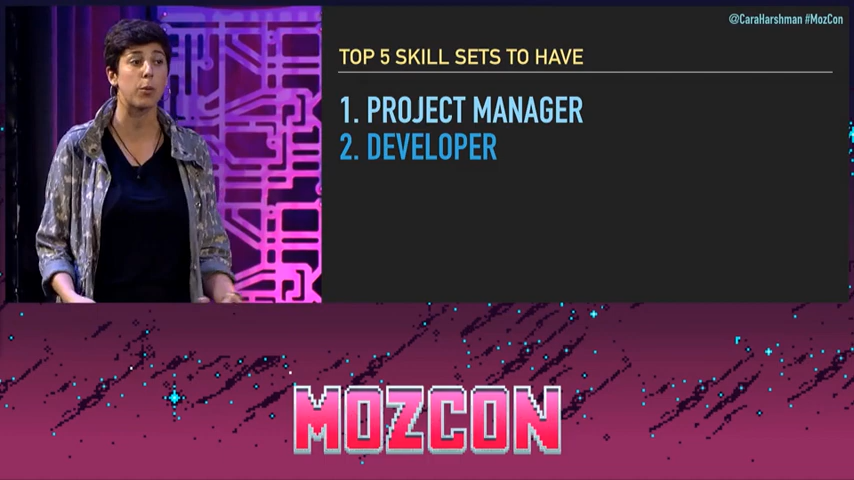 @CaraHarshman #MozCon
TOP 5 SKILL SETS TO HAVE
1. PROJECT MANAGER
2. DEVELOPER
MOZCON